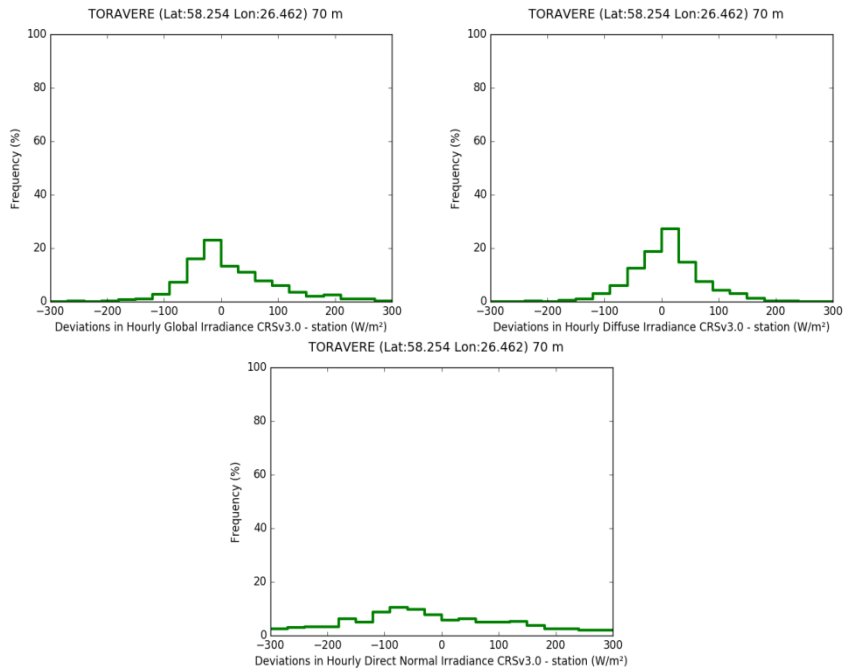 TORAVERE (Lat:58.254 Lon:26.462) 70 m
100
80
60
40
20
0
Frequency (%)
−300 −200 −100 0 100 200 300
Deviations in Hourly Global Irradiance CRSv3.0 - station (W/m²)
TORAVERE (Lat:58.254 Lon:26.462) 70 m
100
80
60
40
20
0
Frequency (%)
−300 −200 −100 0 100 200 300
Deviations in Hourly Diffuse Irradiance CRSv3.0 - station (W/m²)
TORAVERE (Lat:58.254 Lon:26.462) 70 m
100
80
60
40
20
0
Frequency (%)
−300 −200 −100 0 100 200 300
Deviations in Hourly Direct Normal Irradiance CRSv3.0 - station (W/m²)